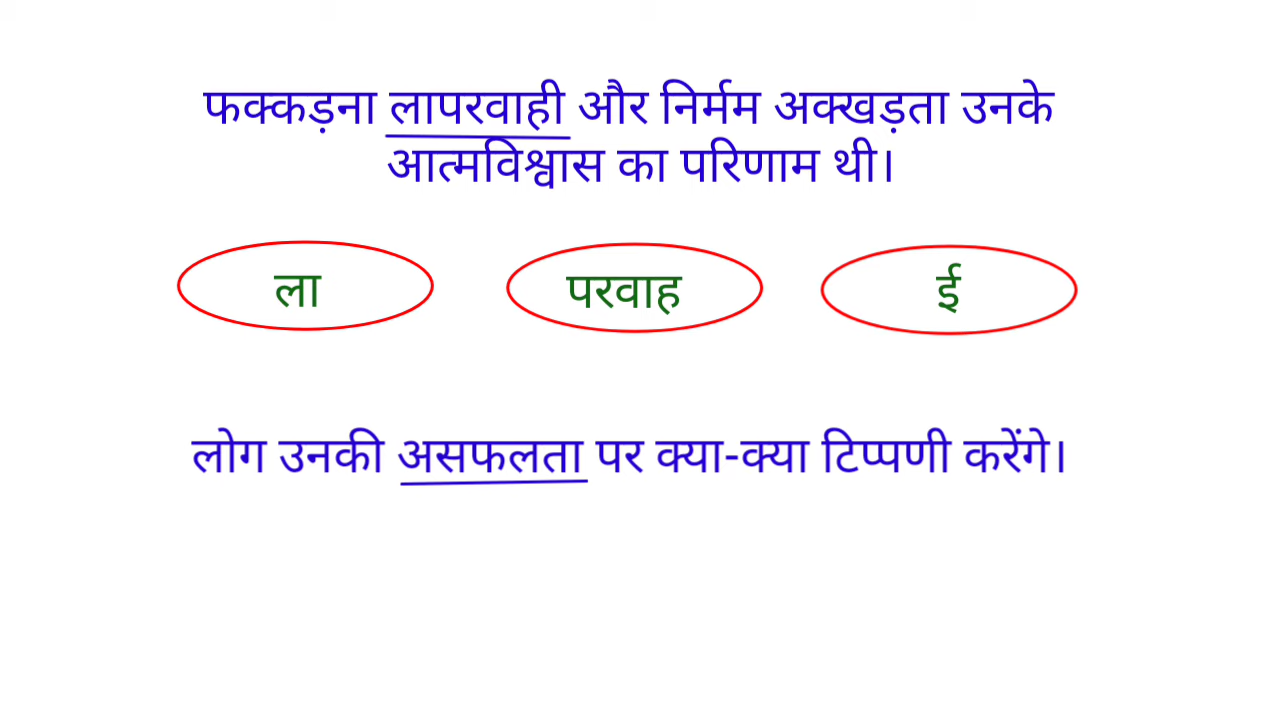 फक्कड़ना लापरवाही और निर्मम अक्खड़ता उनके
आत्मविश्वास का परिणाम थी।
ला परवाह ई
लोग उनकी असफलता पर क्या-क्या टिप्पणी करेंगे।